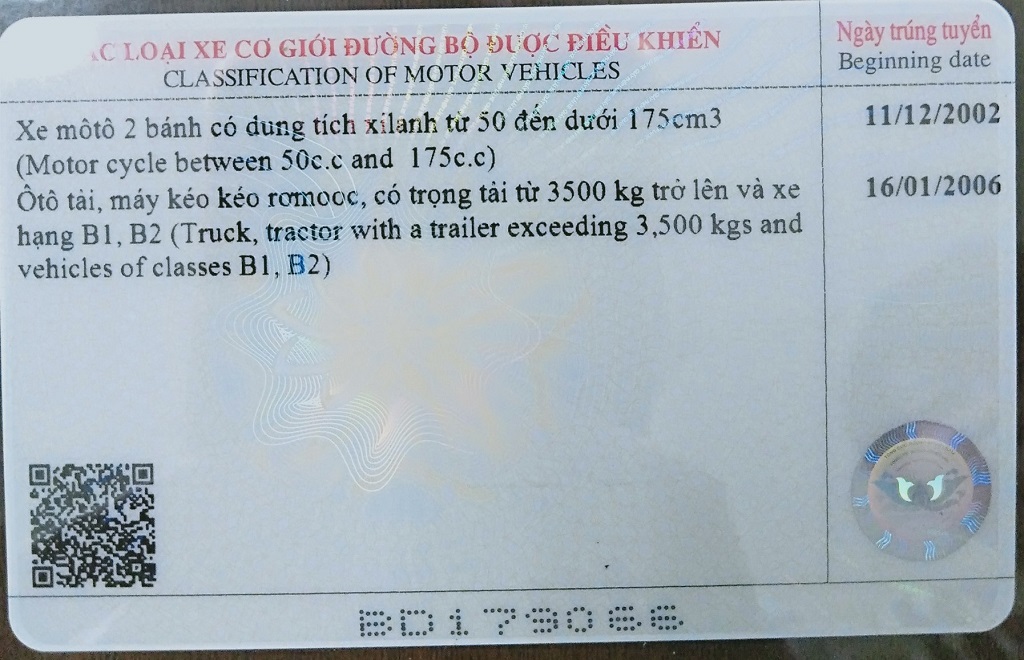 LOẠI XE CƠ GIỚI ĐƯỜNG BỘ ĐƯỢC ĐIỀU KHIỂN
CLASSIFICATION OF MOTOR VEHICLES
Ngày trúng tuyển
Beginning date
Xe môtô 2 bánh có dung tích xilanh từ 50 đến dưới 175cm3
(Motor cycle between 50c.c and 175c.c)
11/12/2002
Ôtô tải, máy kéo kéo rơmooc, có trọng tải từ 3500 kg trở lên và xe
hạng B1, B2 (Truck, tractor with a trailer exceeding 3,500 kgs and
vehicles of classes B1, B2)
16/01/2006
BD179066